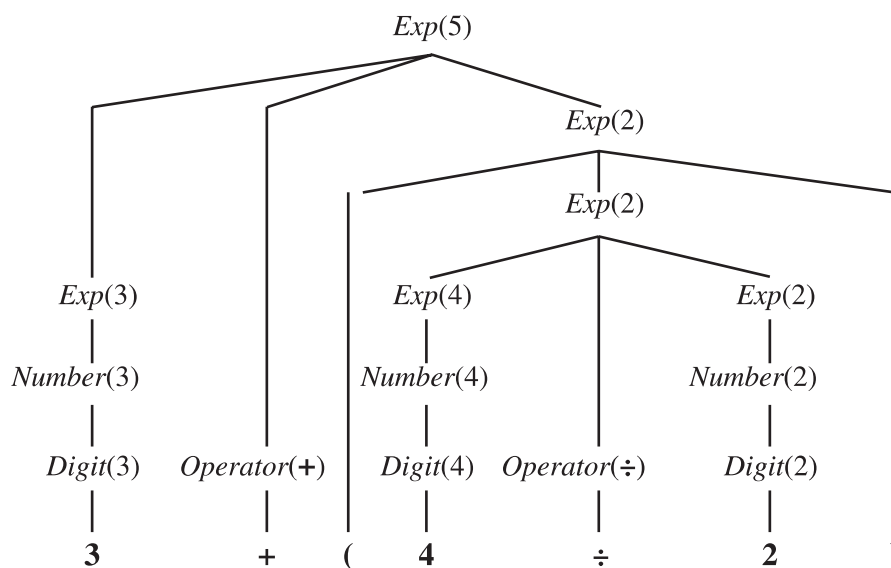 Exp(5)
Exp(2)
Exp(2)
Exp(3) Exp(4) Exp(2)
Number(3) Number(4) Number(2)
Digit(3) Operator(+) Digit(4) Operator(÷) Digit(2)
3 + ( 4 ÷ 2